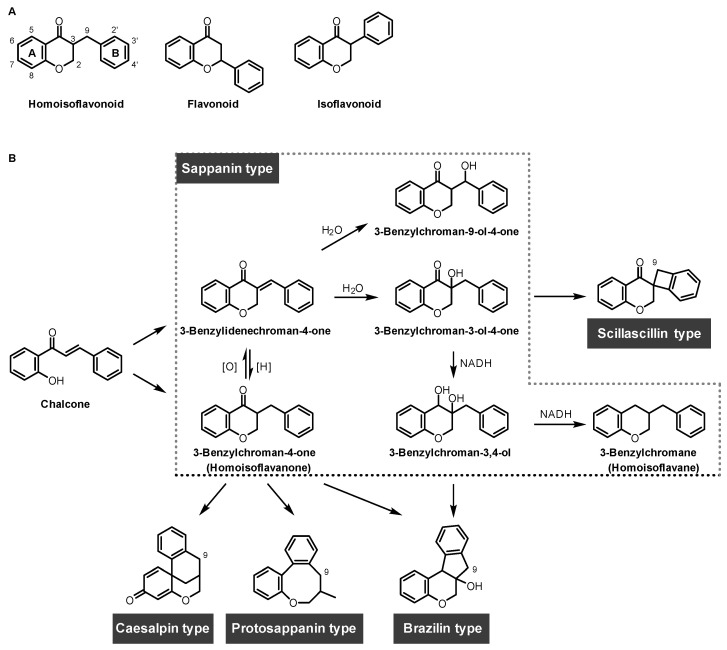 A
O
5
6
7
8
A
3
9
2
O
2'
3'
4'
B
Homoisoflavonoid
O
O
Flavonoid
O
O
Isoflavonoid
B
Sappanin type
O OH
O
3-Benzylchroman-9-ol-4-one
H2O
O
O
3-Benzylidenechroman-4-one
H2O
O
OH
O
3-Benzylchroman-3-ol-4-one
9
O
O
Scillascillin type
O
OH
Chalcone
[O] [H]
NADH
O
O
3-Benzylchroman-4-one
(Homoisoflavanone)
OH
OH
O
3-Benzylchroman-3,4-ol
NADH
O
3-Benzylchromane
(Homoisoflavane)
9
O
O
Caesalpin type
9
O
Protosappanin type
9
OH
O
Brazilin type